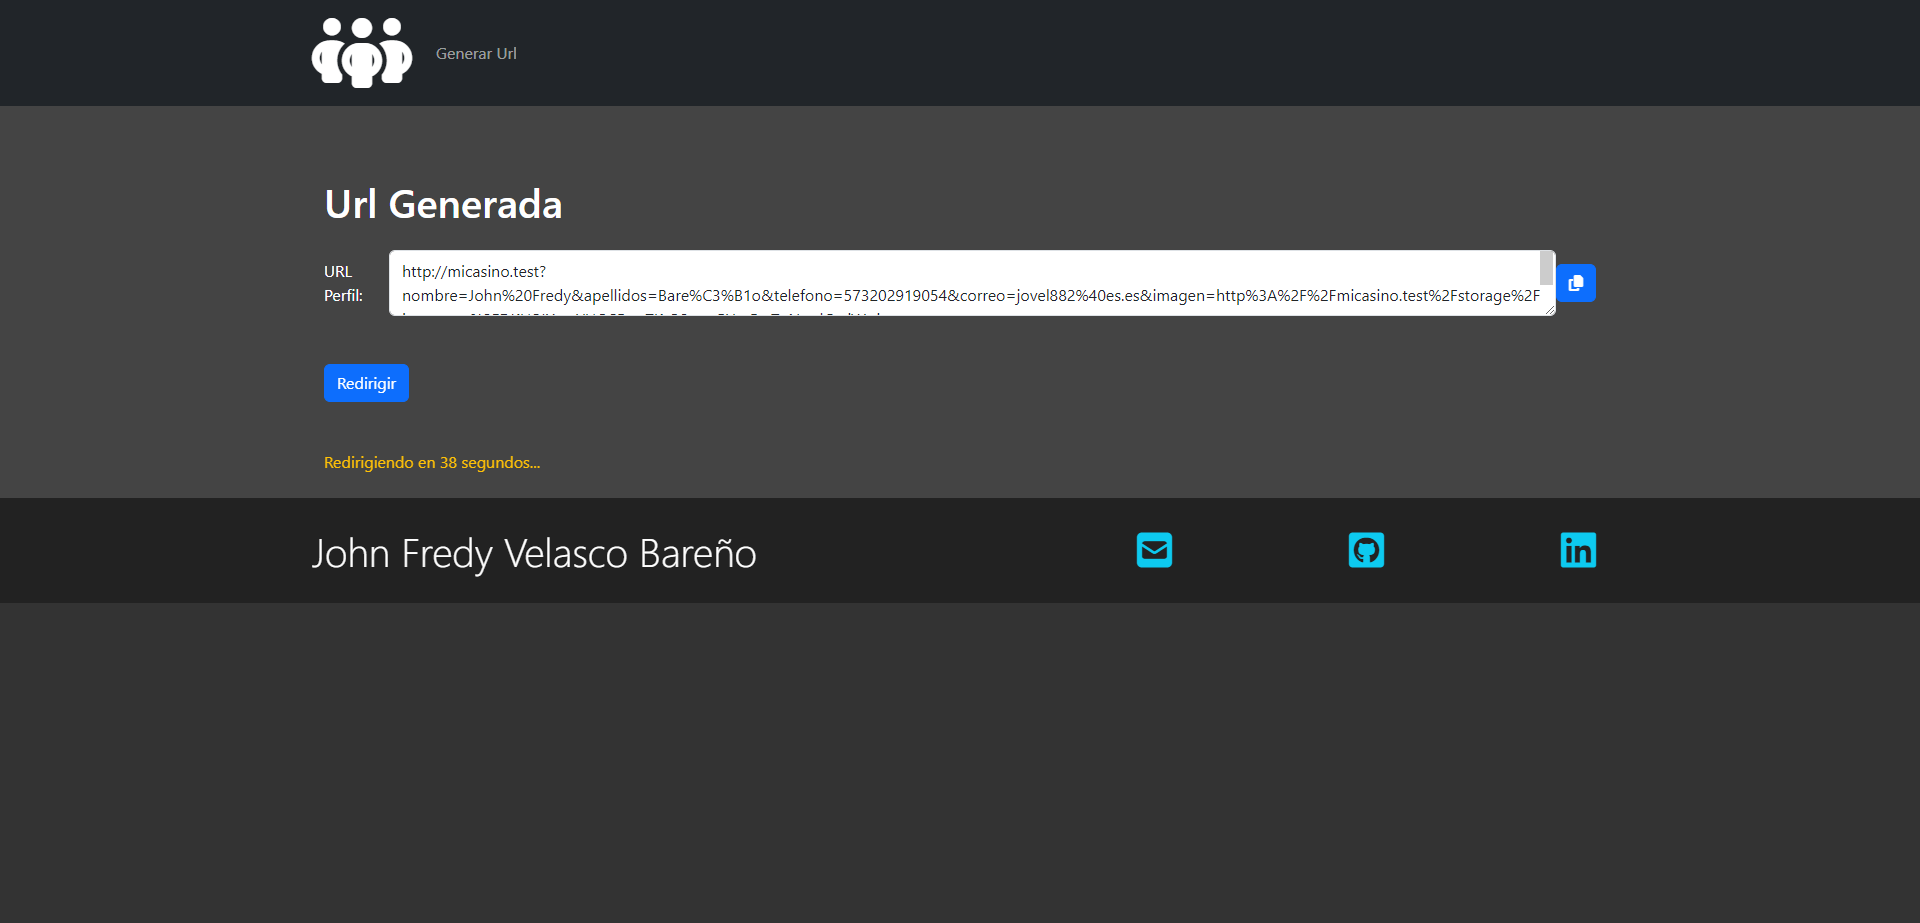 Generar Url
Url Generada
URL
Perfil:
http://micasino.test?
nombre=John%20Fredy&apellidos=Bare%C3%B1o&telefono=573202919054&correo=jovel882%40es.es&imagen=http%3A%2F%2Fmicasino.test%2Fstorage%2F
Redirigir
Redirigiendo en 38 segundos...
John Fredy Velasco Bareño
in